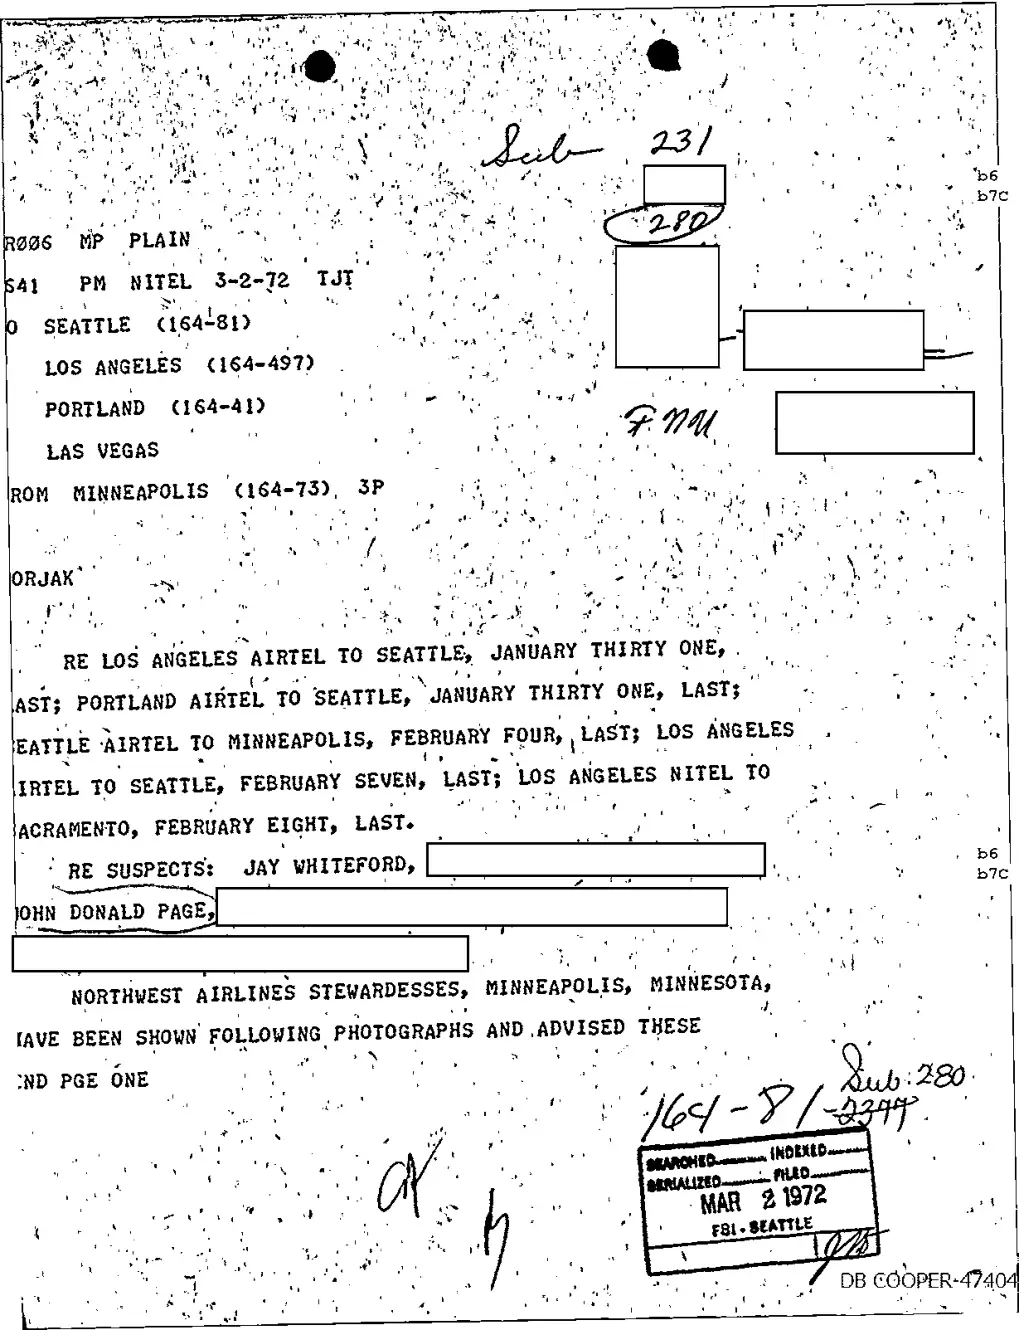 Sub 231
b6
b7C
280
R006 MP PLAIN
541 PM NITEL 3-2-72 TJT
O SEATTLE (164-81)
LOS ANGELES (164-497)
PORTLAND (164-41)
FNU
LAS VEGAS
ROM MINNEAPOLIS (164-73) 3P
ORJAK
RE LOS ANGELES AIRTEL TO SEATTLE, JANUARY THIRTY ONE,
AST; PORTLAND AIRTEL TO SEATTLE, JANUARY THIRTY ONE, LAST;
EATTLE AIRTEL TO MINNEAPOLIS, FEBRUARY FOUR, LAST; LOS ANGELES
IRTEL TO SEATTLE, FEBRUARY SEVEN, LAST; LOS ANGELES NITEL TO
ACRAMENTO, FEBRUARY EIGHT, LAST.
RE SUSPECTS: JAY WHITEFORD,
b6
b7C
OHN DONALD PAGE,
NORTHWEST AIRLINES STEWARDESSES, MINNEAPOLIS, MINNESOTA,
HAVE BEEN SHOWN FOLLOWING PHOTOGRAPHS AND ADVISED THESE
END PGE ONE
Sub 280
164-81-2377
SEARCHED INDEXED
SERIALIZED FILED
MAR 2 1972
FBI - SEATTLE
DB COOPER-47404